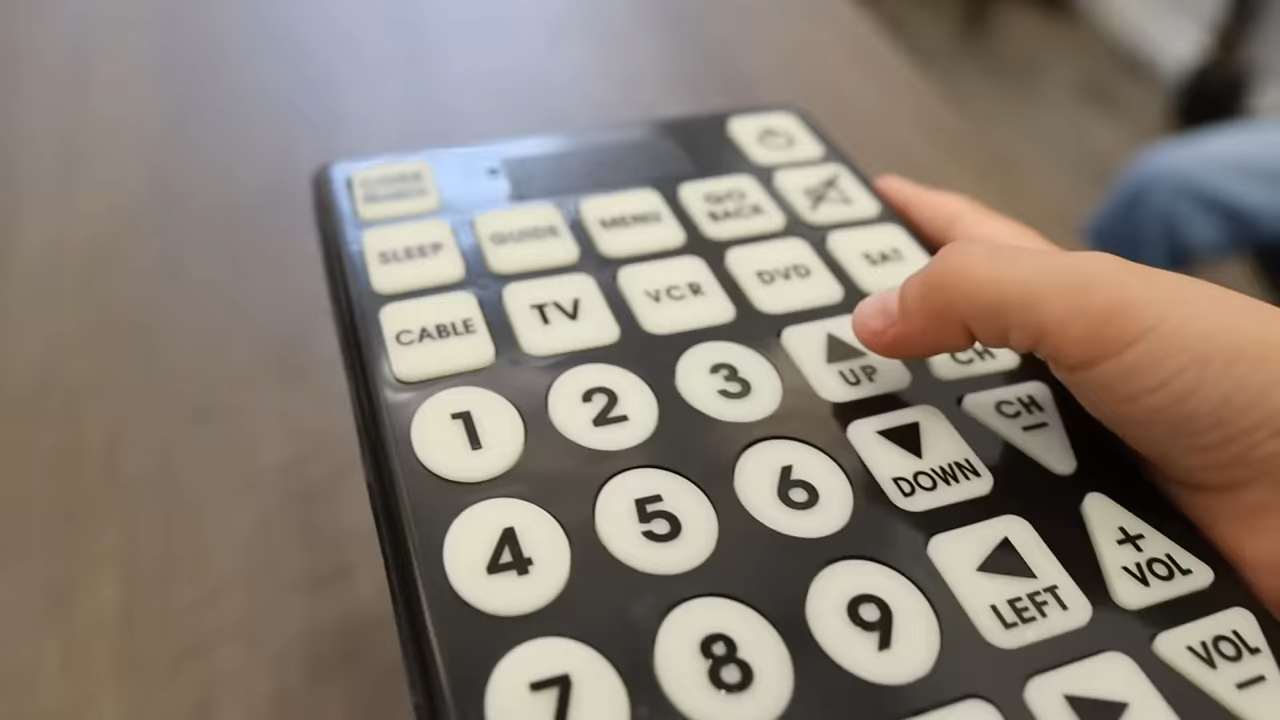 SLEEP
GUIDE
MENU
GO
BACK
CABLE
TV
VCR
DVD
SAT
1
2
3
UP
CH
4
5
6
DOWN
CH
−
7
8
9
LEFT
+
VOL
VOL
−